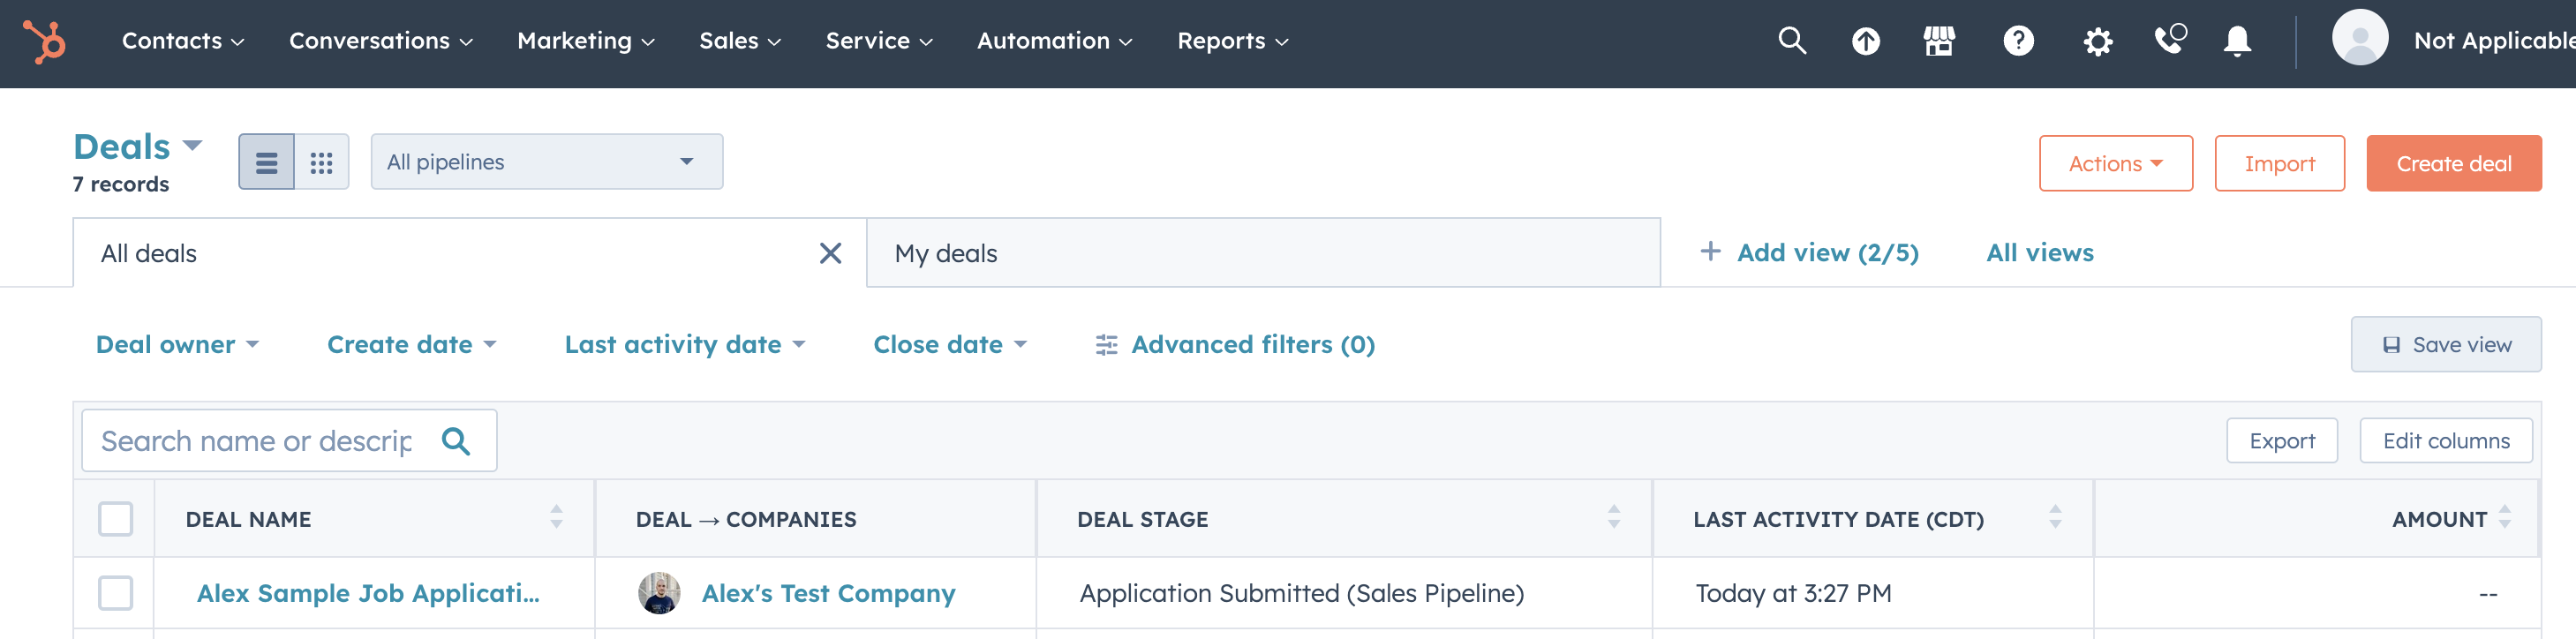 Contacts Conversations Marketing Sales Service Automation Reports Not Applicable
Deals
7 records
All pipelines
Actions Import Create deal
All deals My deals + Add view (2/5) All views
Deal owner Create date Last activity date Close date Advanced filters (0) Save view
Search name or descrip Export Edit columns
DEAL NAME DEAL → COMPANIES DEAL STAGE LAST ACTIVITY DATE (CDT) AMOUNT
Alex Sample Job Applicati... Alex's Test Company Application Submitted (Sales Pipeline) Today at 3:27 PM --